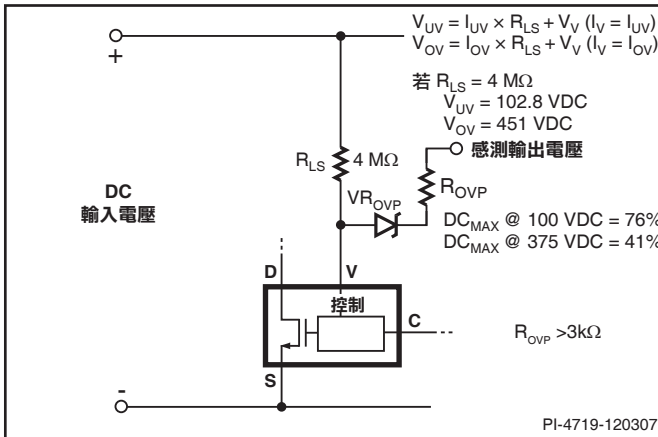 V_UV = I_UV × R_LS + V_V (I_V = I_UV)
V_OV = I_OV × R_LS + V_V (I_V = I_OV)
+
若 R_LS = 4 MΩ
V_UV = 102.8 VDC
V_OV = 451 VDC
感測輸出電壓
R_LS 4 MΩ
R_OVP
VR_OVP
DC
輸入電壓
DC_MAX @ 100 VDC = 76%
DC_MAX @ 375 VDC = 41%
D
V
控制
C
R_OVP >3kΩ
S
-
PI-4719-120307